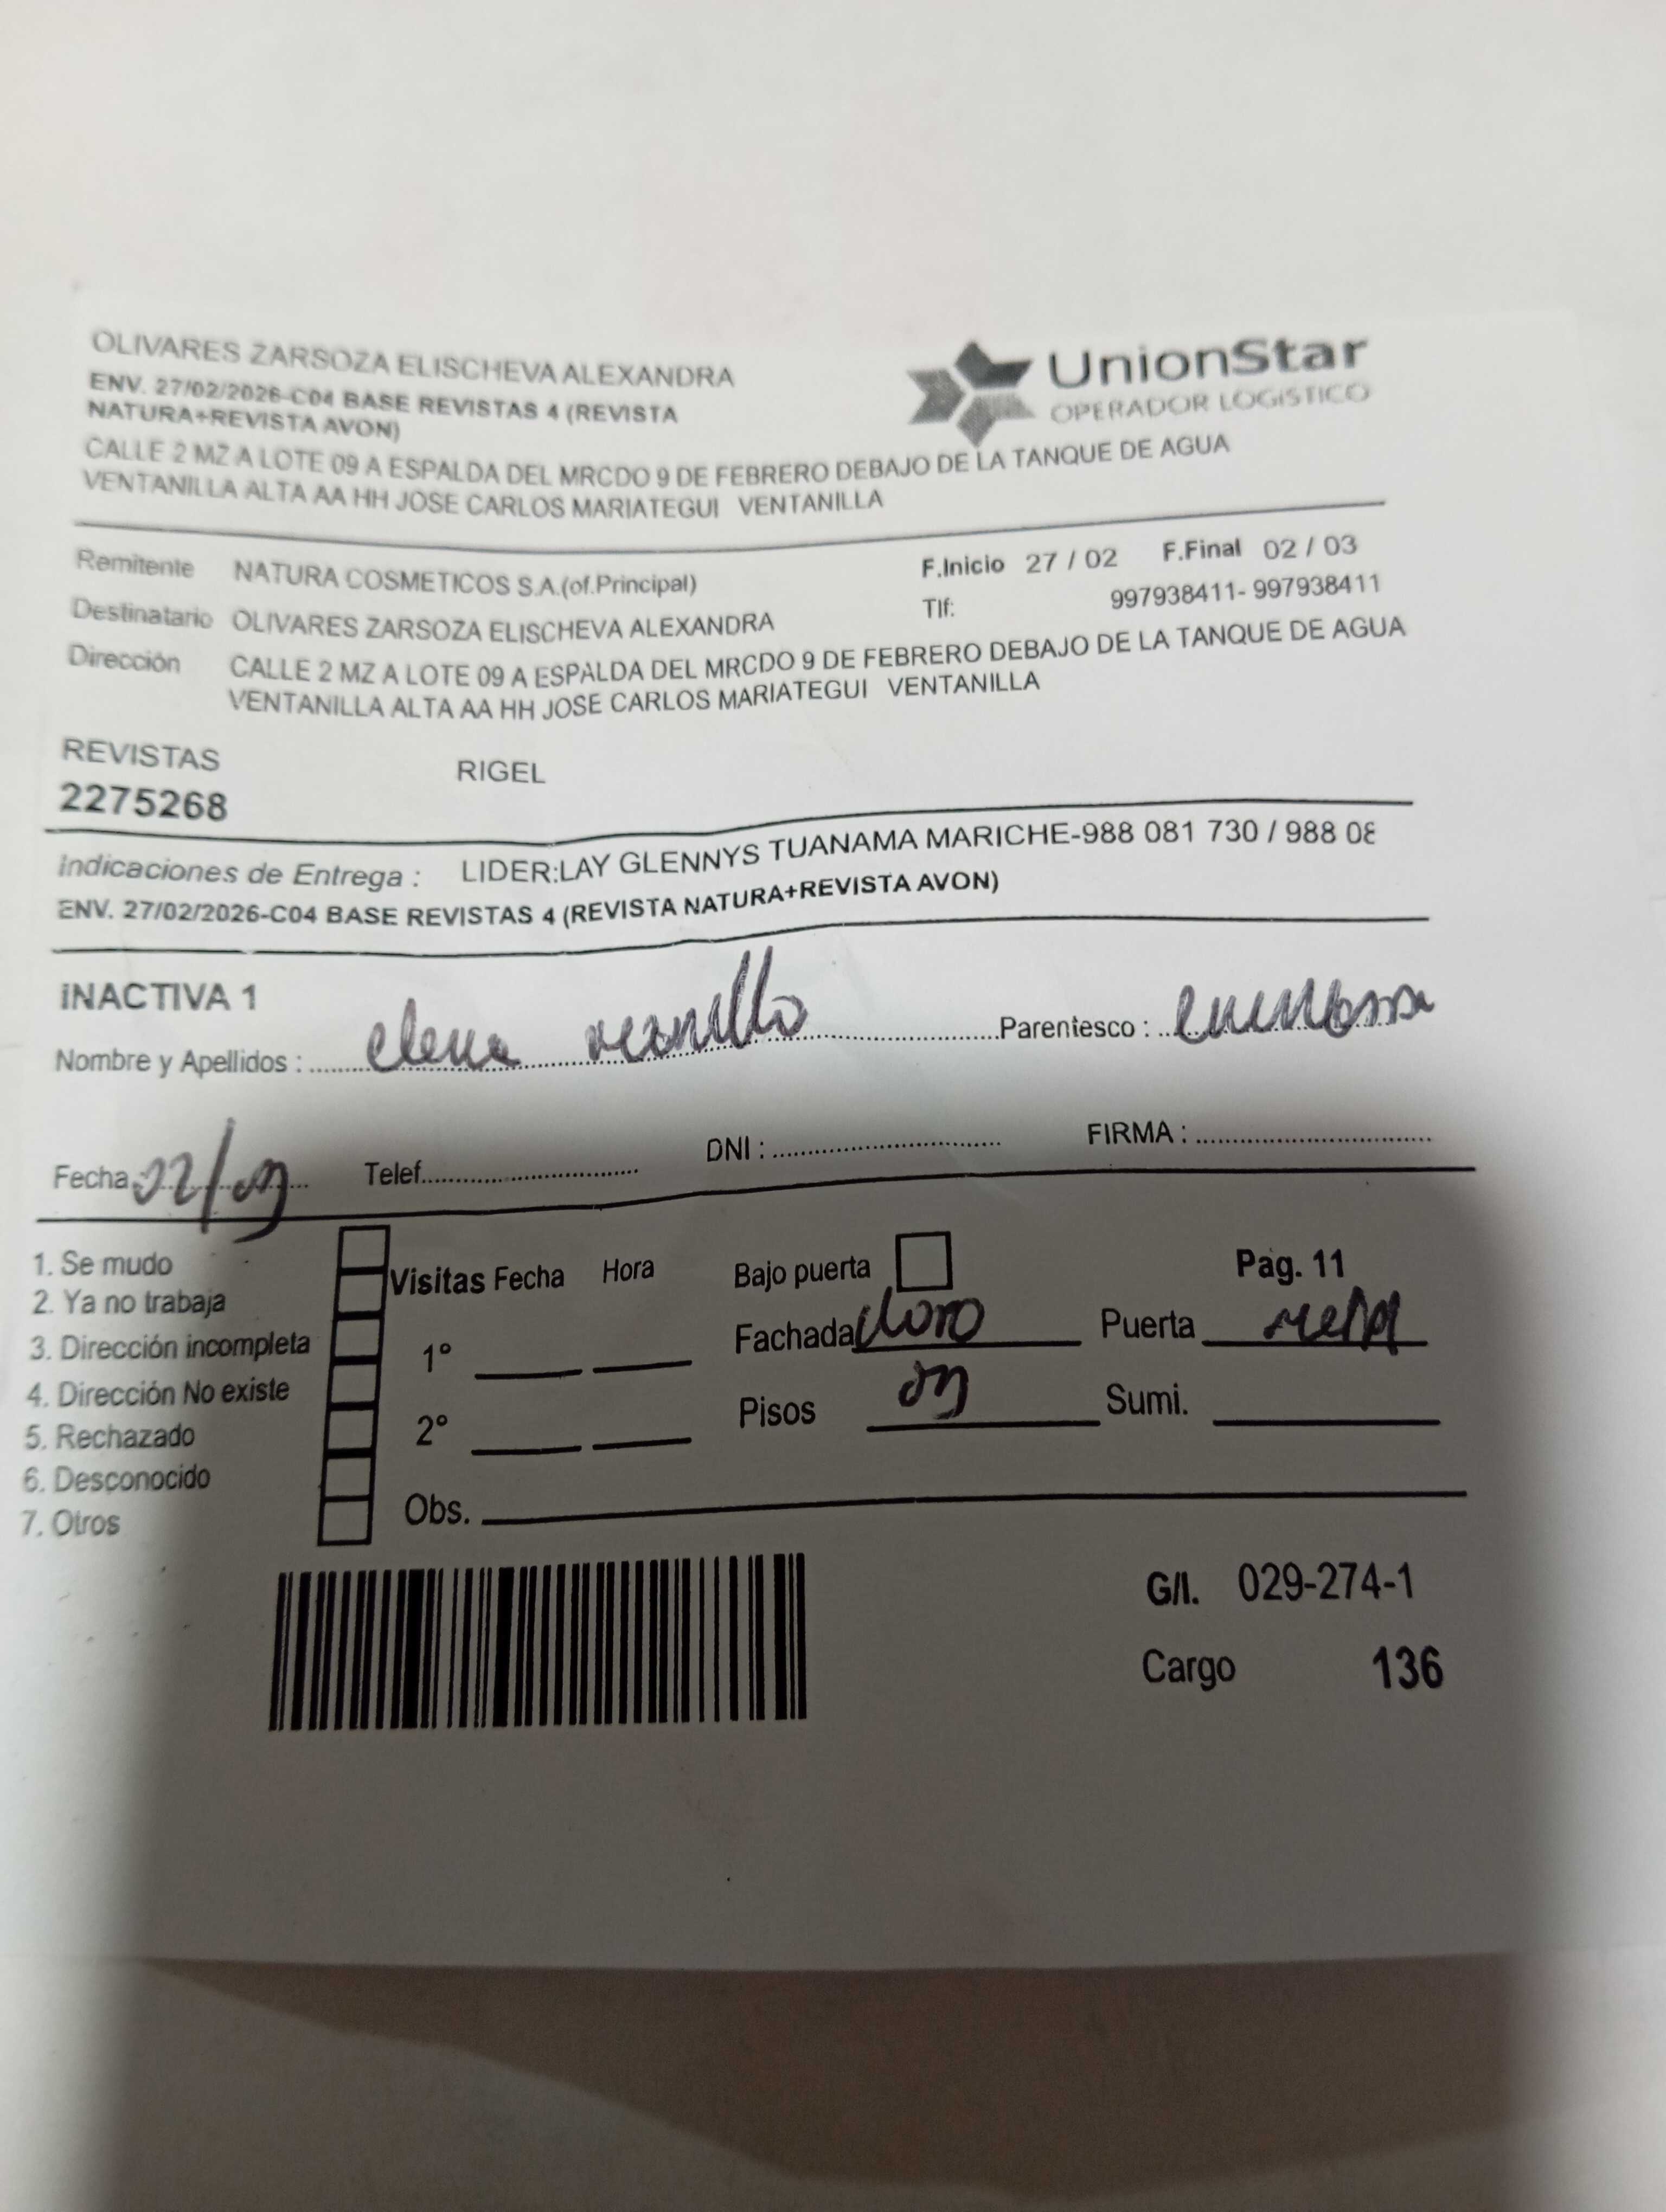 OLIVARES ZARSOZA ELISCHEVA ALEXANDRA
ENV. 27/02/2026-C04 BASE REVISTAS 4 (REVISTA
NATURA+REVISTA AVON)
UnionStar
OPERADOR LOGISTICO
CALLE 2 MZ A LOTE 09 A ESPALDA DEL MRCDO 9 DE FEBRERO DEBAJO DE LA TANQUE DE AGUA
VENTANILLA ALTA AA HH JOSE CARLOS MARIATEGUI VENTANILLA
Remitente NATURA COSMETICOS S.A.(of.Principal) F.Inicio 27 / 02 F.Final 02 / 03
Destinatario OLIVARES ZARSOZA ELISCHEVA ALEXANDRA Tlf: 997938411- 997938411
Dirección CALLE 2 MZ A LOTE 09 A ESPALDA DEL MRCDO 9 DE FEBRERO DEBAJO DE LA TANQUE DE AGUA
VENTANILLA ALTA AA HH JOSE CARLOS MARIATEGUI VENTANILLA
REVISTAS RIGEL
2275268
Indicaciones de Entrega : LIDER:LAY GLENNYS TUANAMA MARICHE-988 081 730 / 988 08
ENV. 27/02/2026-C04 BASE REVISTAS 4 (REVISTA NATURA+REVISTA AVON)
iNACTIVA 1
Nombre y Apellidos : elena Parentesco :
Fecha 02/03 Telef. DNI : FIRMA :
1. Se mudo
2. Ya no trabaja
3. Dirección incompleta
4. Dirección No existe
5. Rechazado
6. Desconocido
7. Otros
Visitas Fecha Hora
1°
2°
Obs.
Bajo puerta Pag. 11
Fachada Puerta
Pisos 03 Sumi.
G/I. 029-274-1
Cargo 136